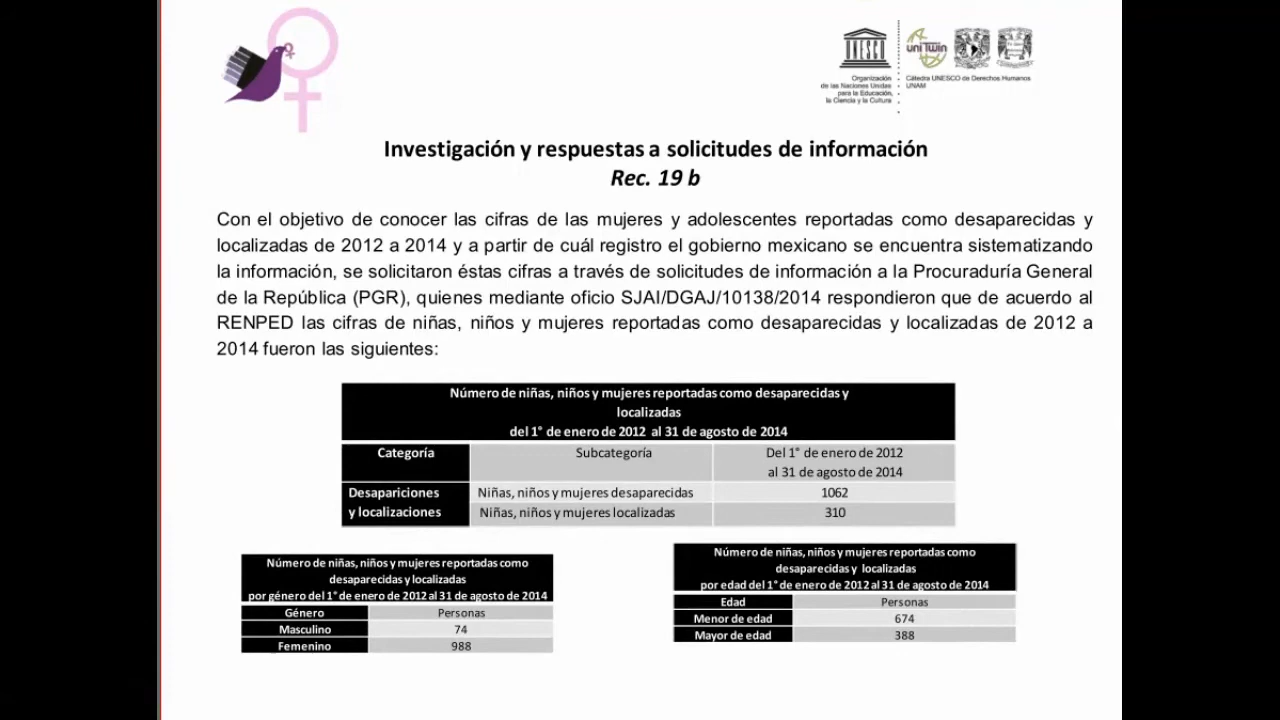 UNESCO
Organización
de las Naciones Unidas
para la Educación,
la Ciencia y la Cultura
uniTwin
Cátedra UNESCO de Derechos Humanos
UNAM
Investigación y respuestas a solicitudes de información
Rec. 19 b
Con el objetivo de conocer las cifras de las mujeres y adolescentes reportadas como desaparecidas y
localizadas de 2012 a 2014 y a partir de cuál registro el gobierno mexicano se encuentra sistematizando
la información, se solicitaron éstas cifras a través de solicitudes de información a la Procuraduría General
de la República (PGR), quienes mediante oficio SJAI/DGAJ/10138/2014 respondieron que de acuerdo al
RENPED las cifras de niñas, niños y mujeres reportadas como desaparecidas y localizadas de 2012 a
2014 fueron las siguientes:
Número de niñas, niños y mujeres reportadas como desaparecidas y
localizadas
del 1° de enero de 2012 al 31 de agosto de 2014
Categoría Subcategoría Del 1° de enero de 2012
al 31 de agosto de 2014
Desapariciones Niñas, niños y mujeres desaparecidas 1062
y localizaciones Niñas, niños y mujeres localizadas 310
Número de niñas, niños y mujeres reportadas como
desaparecidas y localizadas
por género del 1° de enero de 2012 al 31 de agosto de 2014
Género Personas
Masculino 74
Femenino 988
Número de niñas, niños y mujeres reportadas como
desaparecidas y localizadas
por edad del 1° de enero de 2012 al 31 de agosto de 2014
Edad Personas
Menor de edad 674
Mayor de edad 388